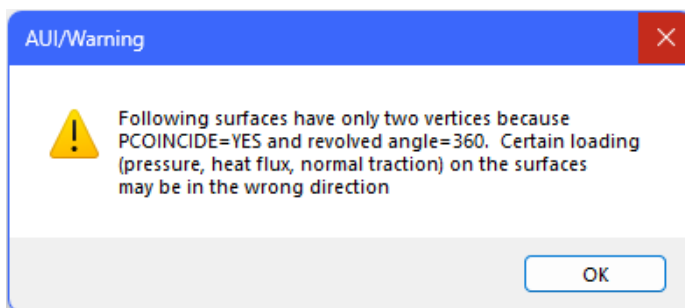 AUI/Warning
Following surfaces have only two vertices because
PCOINCIDE=YES and revolved angle=360.  Certain loading
(pressure, heat flux, normal traction) on the surfaces
may be in the wrong direction
OK